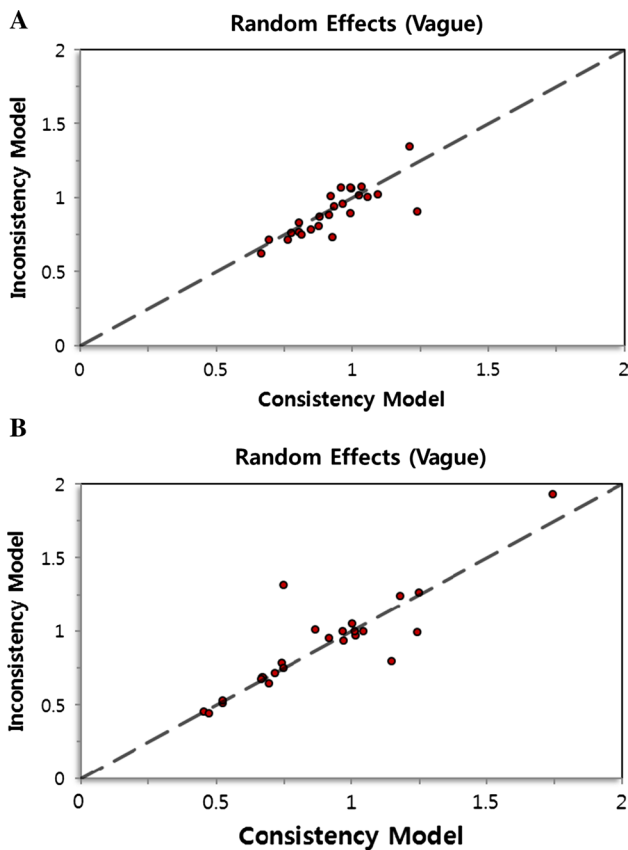 A
Random Effects (Vague)
2
1.5
1
0.5
0
Inconsistency Model
0 0.5 1 1.5 2
Consistency Model
B
Random Effects (Vague)
2
1.5
1
0.5
0
Inconsistency Model
0 0.5 1 1.5 2
Consistency Model